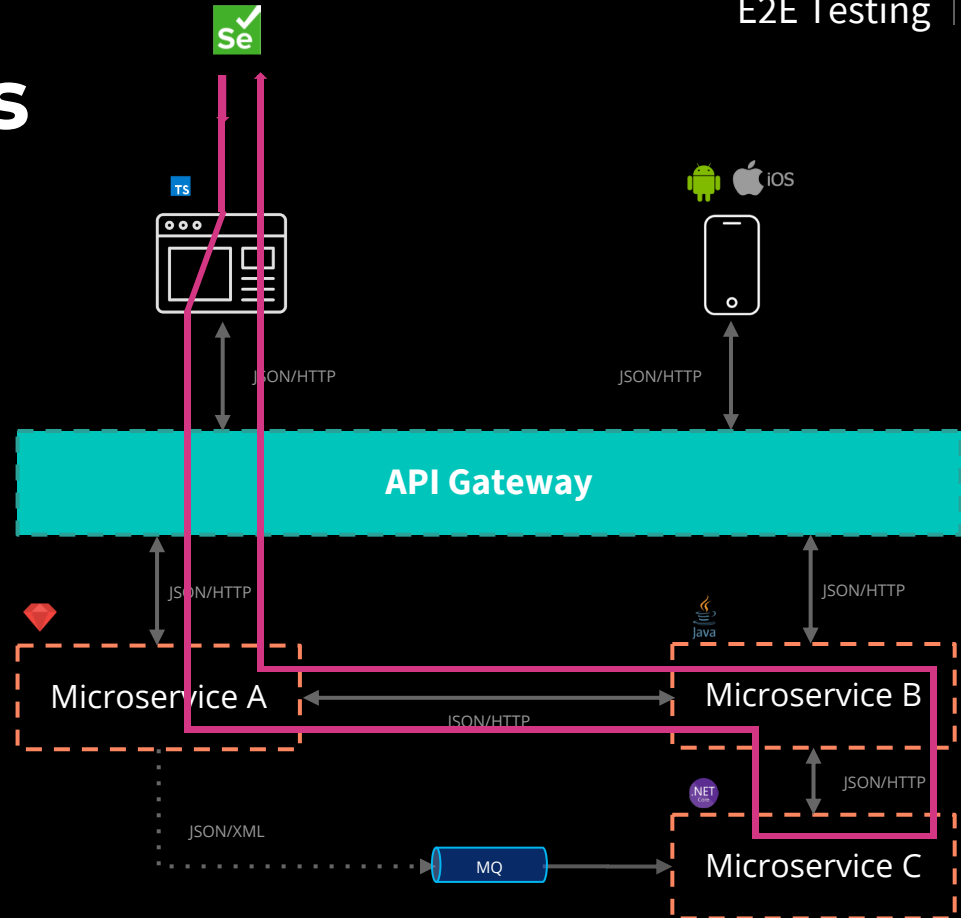 E2E Testing
Se
s
TS
iOS
JSON/HTTP
JSON/HTTP
API Gateway
JSON/HTTP
JSON/HTTP
Java
Microservice A
Microservice B
JSON/HTTP
JSON/HTTP
.NET
Core
JSON/XML
MQ
Microservice C